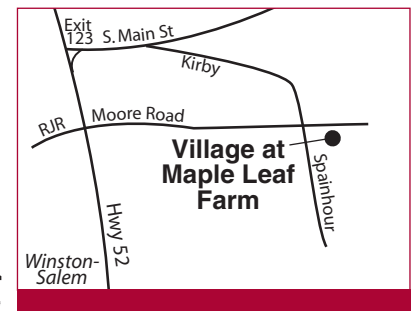 Exit
123
S. Main St
Kirby
RJR
Moore Road
Village at
Maple Leaf
Farm
Spainhour
Hwy 52
Winston-
Salem